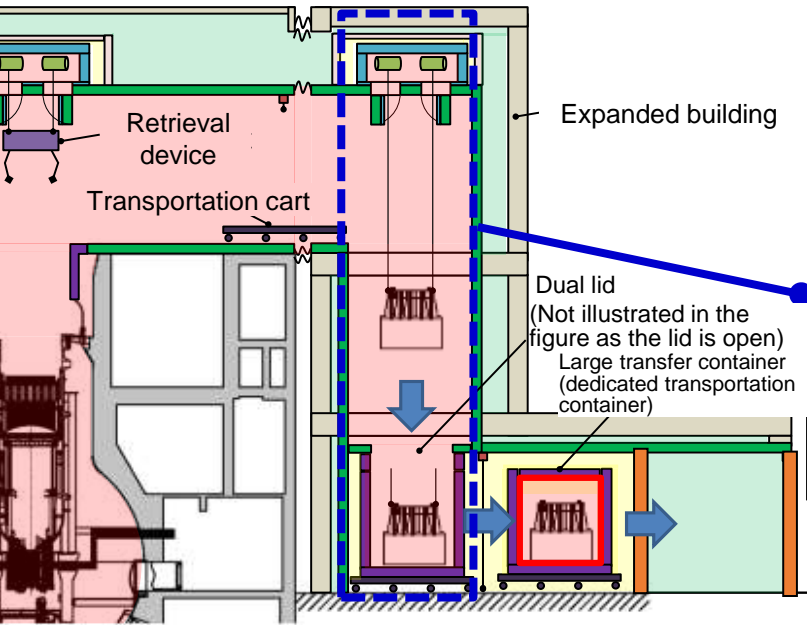 Expanded building
Retrieval
device
Transportation cart
Dual lid
(Not illustrated in the
figure as the lid is open)
Large transfer container
(dedicated transportation
container)